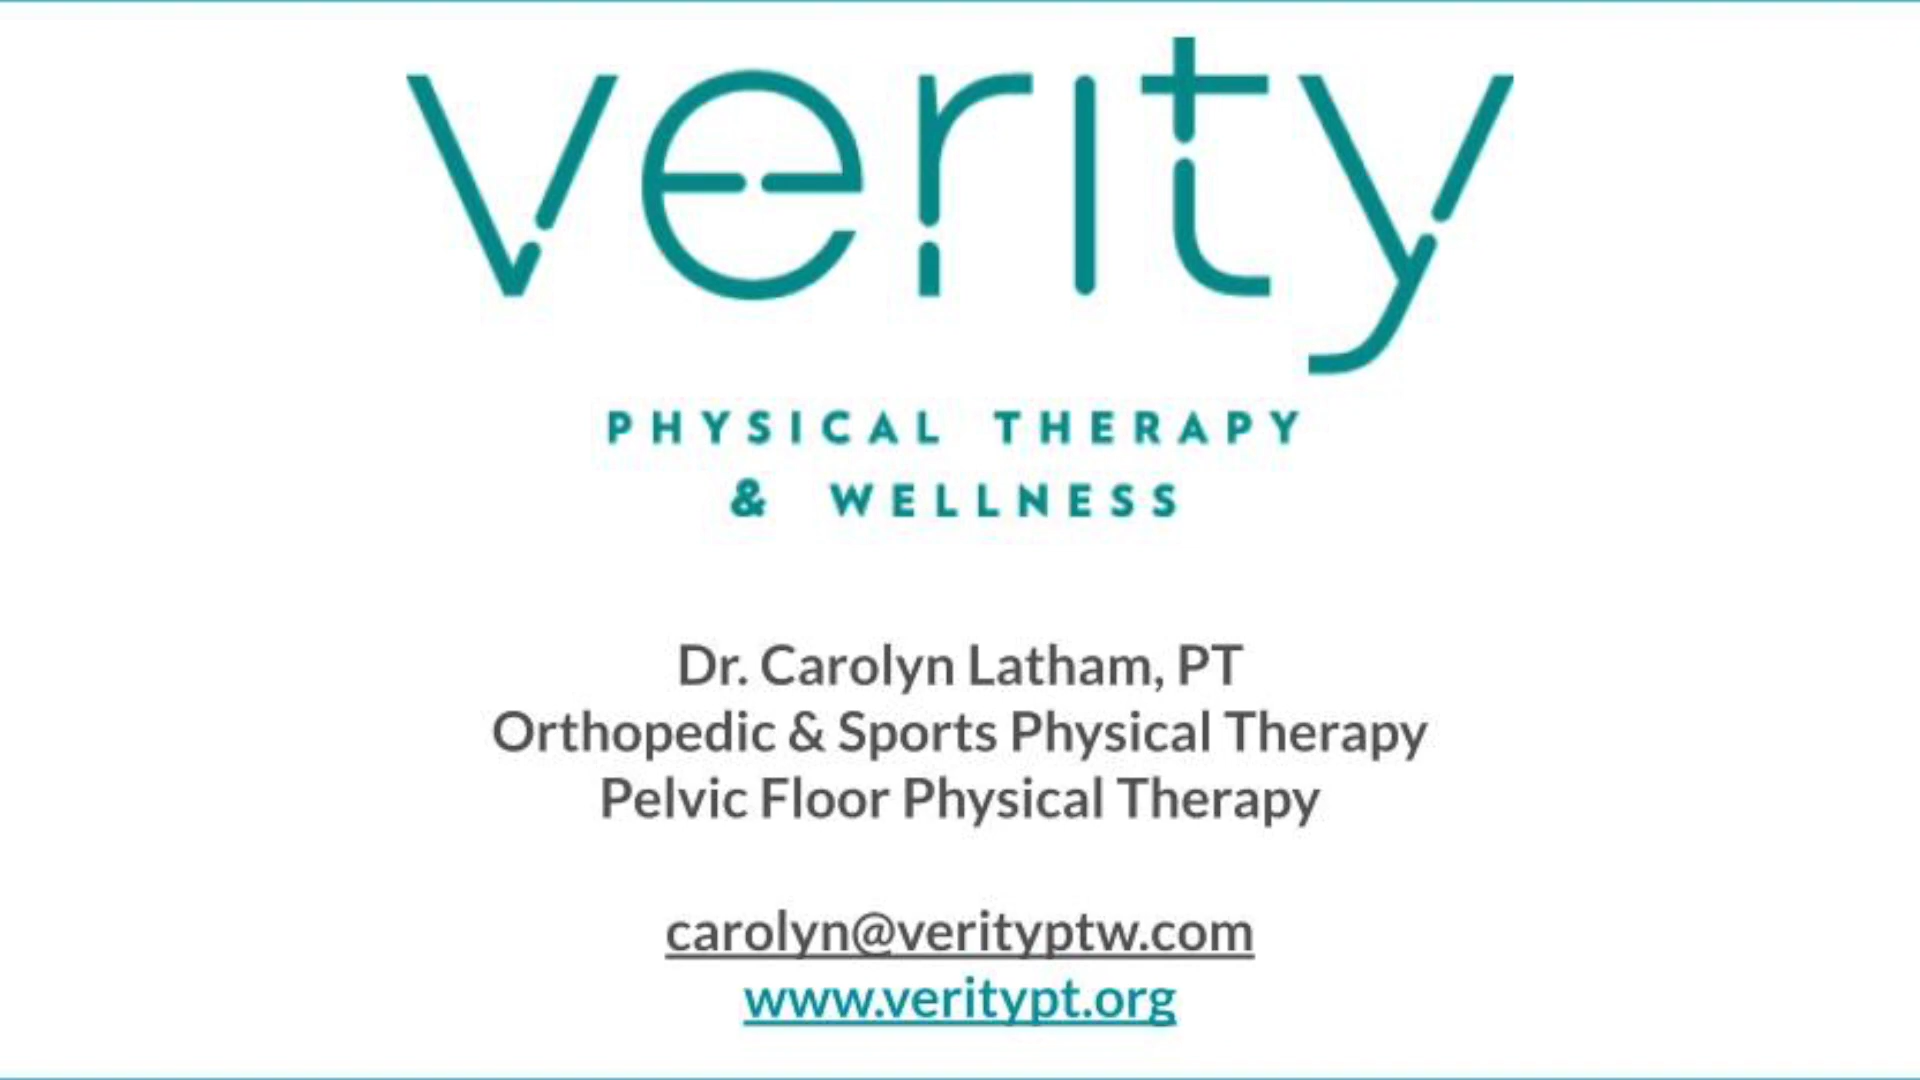 verity
PHYSICAL THERAPY
& WELLNESS
Dr. Carolyn Latham, PT
Orthopedic & Sports Physical Therapy
Pelvic Floor Physical Therapy
carolyn@verityptw.com
www.veritypt.org